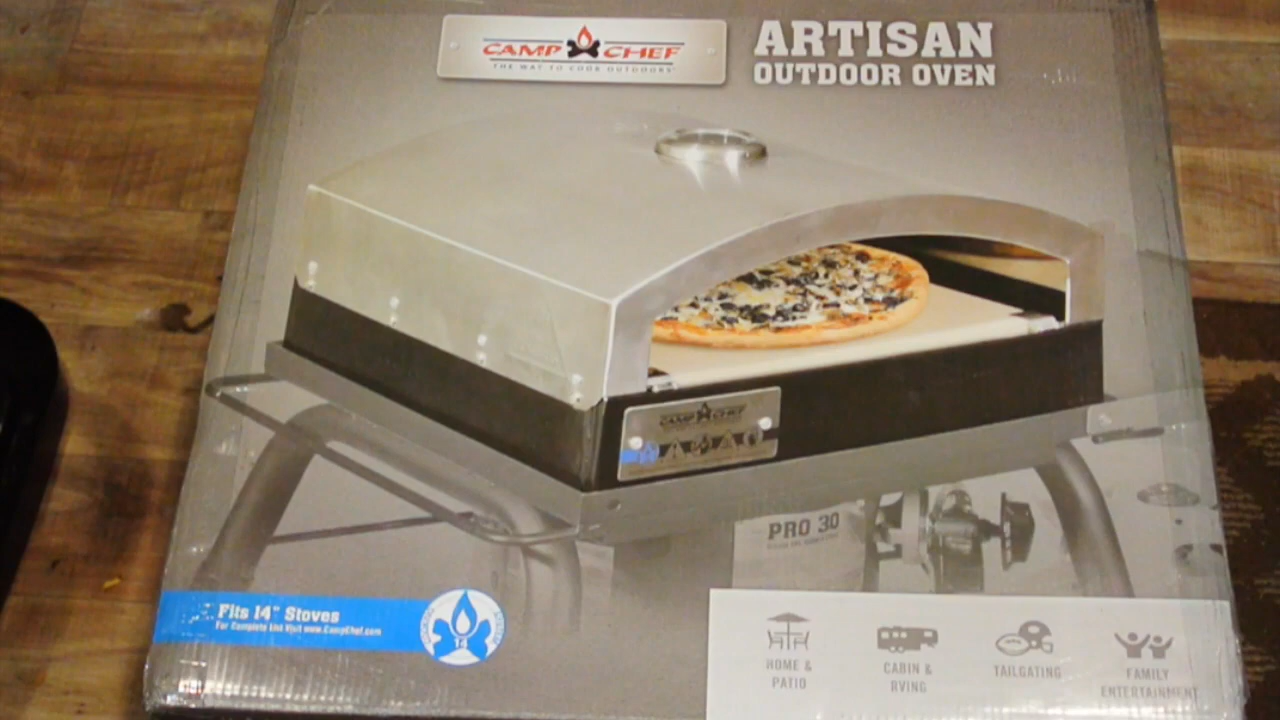 CAMP CHEF
THE WAY TO COOK OUTDOORS
ARTISAN
OUTDOOR OVEN
CAMP CHEF
PRO 30
Fits 14" Stoves
For Complete List Visit www.CampChef.com
14
HOME &
PATIO
CABIN &
RVING
TAILGATING
FAMILY
ENTERTAINMENT